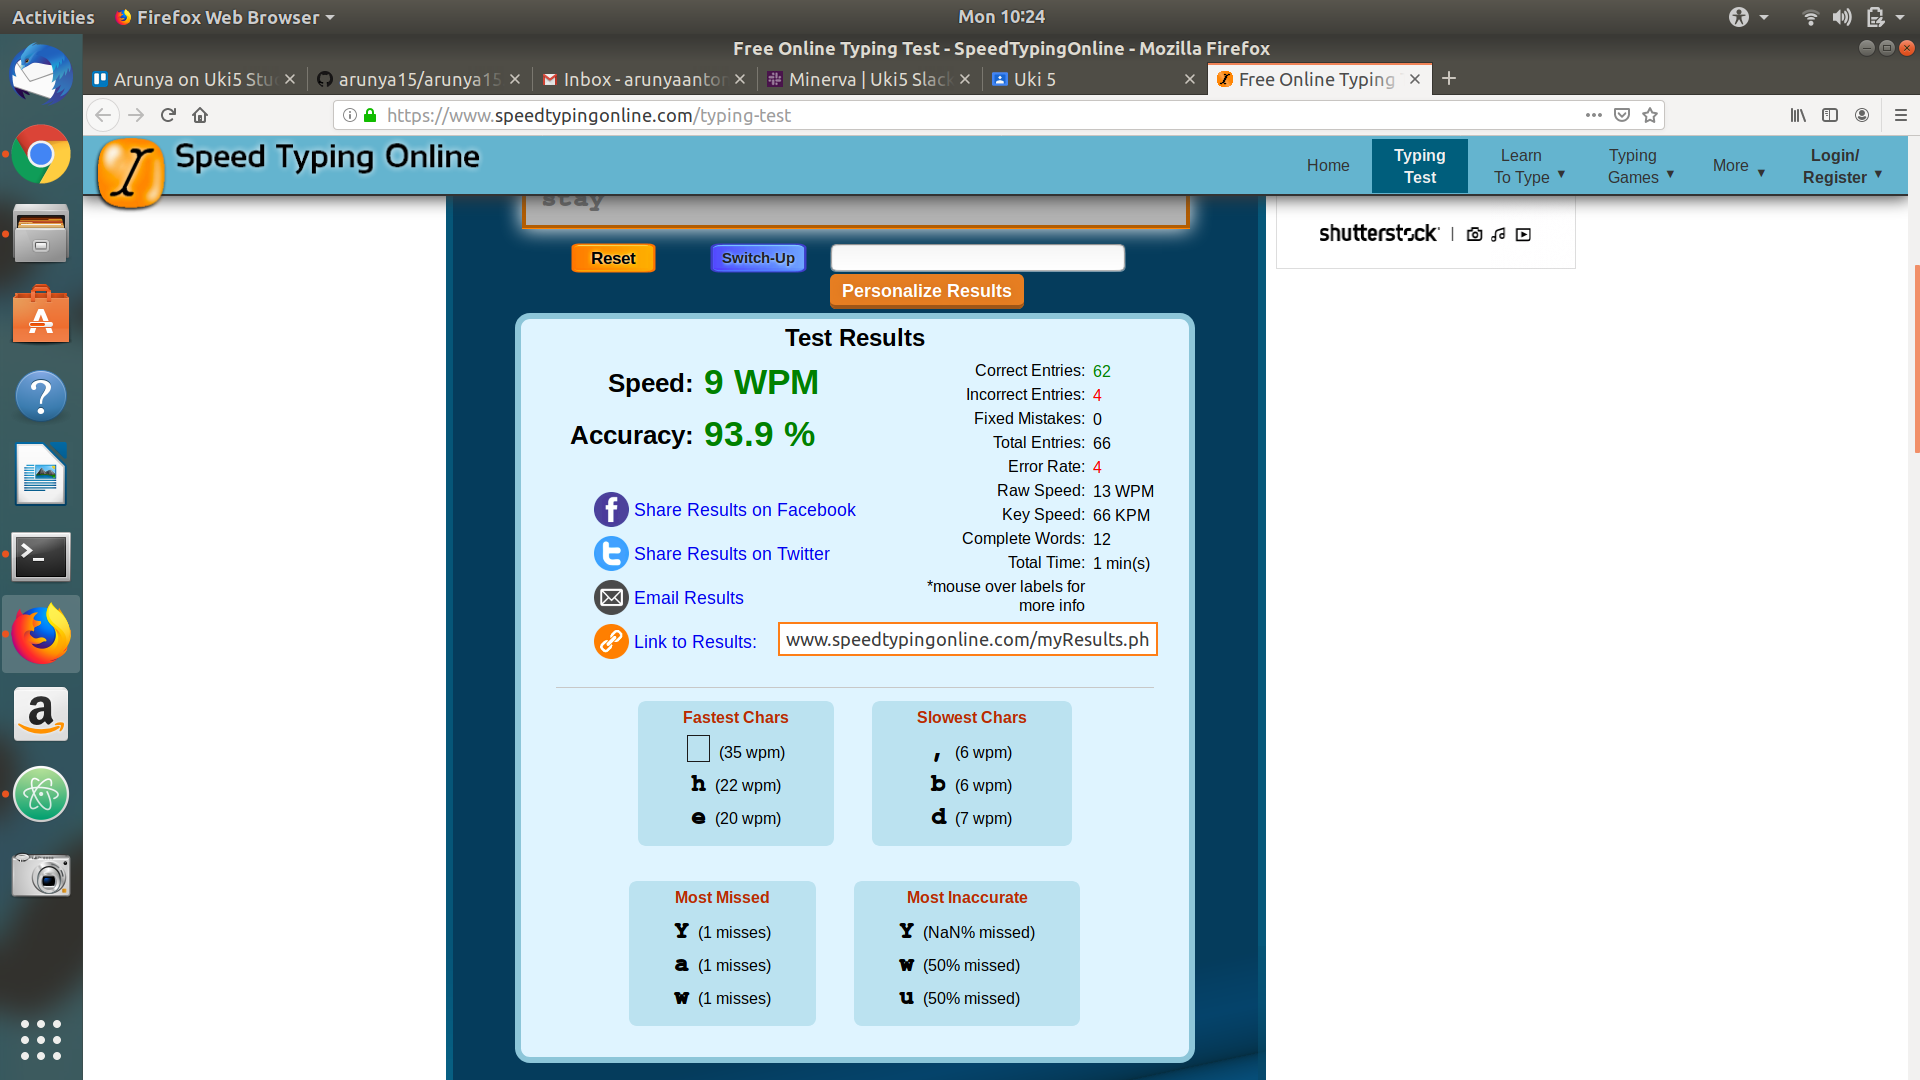 Activities
Firefox Web Browser
Mon 10:24
Free Online Typing Test - SpeedTypingOnline - Mozilla Firefox
Arunya on Uki5 Stu
arunya15/arunya15
Inbox - arunyaanton
Minerva | Uki5 Slack
Uki 5
Free Online Typing
https://www.speedtypingonline.com/typing-test
Speed Typing Online
Home
Typing Test
Learn To Type
Typing Games
More
Login/ Register
stay
shutterstock
Reset
Switch-Up
Personalize Results
Test Results
Speed: 9 WPM
Accuracy: 93.9 %
Correct Entries: 62
Incorrect Entries: 4
Fixed Mistakes: 0
Total Entries: 66
Error Rate: 4
Raw Speed: 13 WPM
Key Speed: 66 KPM
Complete Words: 12
Total Time: 1 min(s)
*mouse over labels for
more info
Share Results on Facebook
Share Results on Twitter
Email Results
Link to Results: www.speedtypingonline.com/myResults.ph
Fastest Chars
(35 wpm)
h (22 wpm)
e (20 wpm)
Slowest Chars
, (6 wpm)
b (6 wpm)
d (7 wpm)
Most Missed
Y (1 misses)
a (1 misses)
w (1 misses)
Most Inaccurate
Y (NaN% missed)
w (50% missed)
u (50% missed)